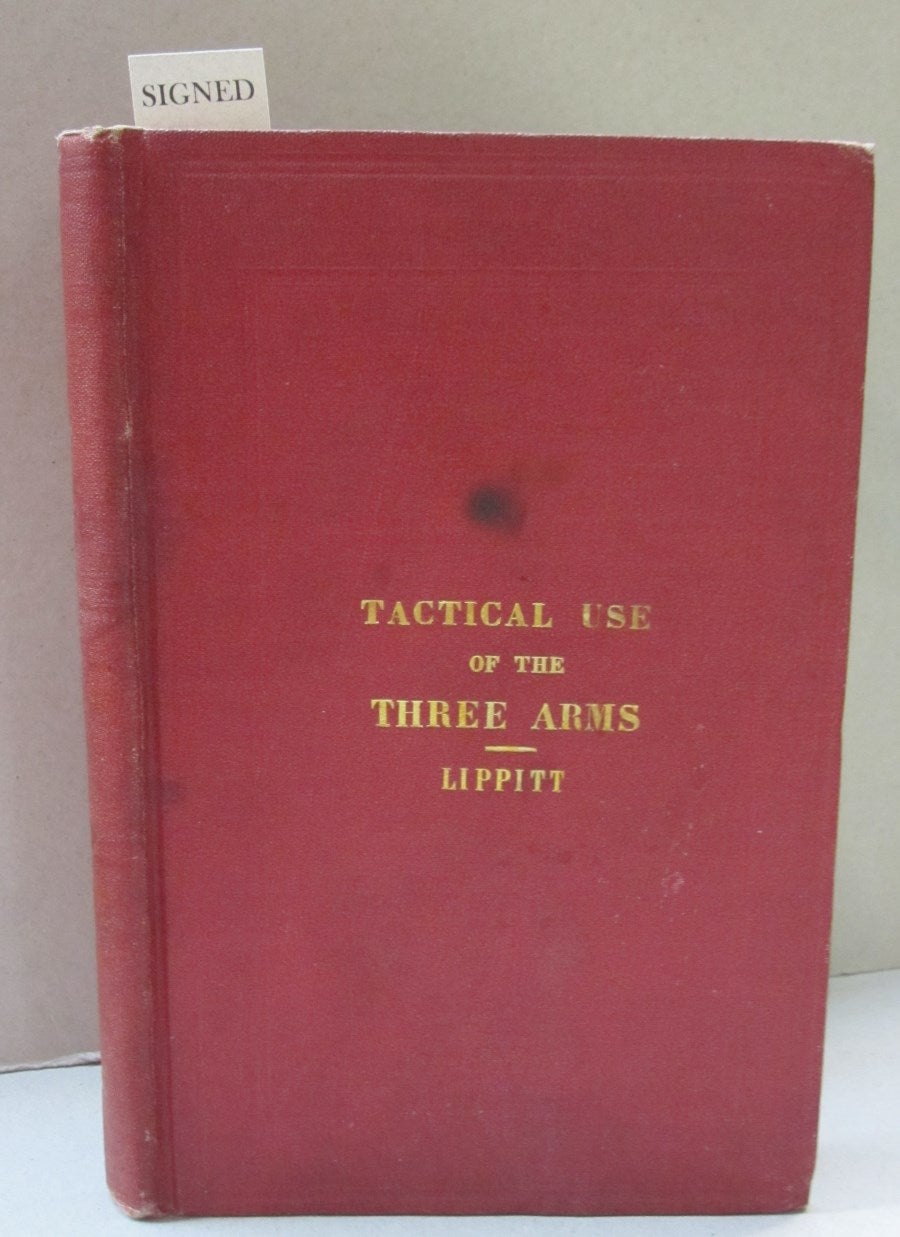 SIGNED
TACTICAL USE
OF THE
THREE ARMS
LIPPITT